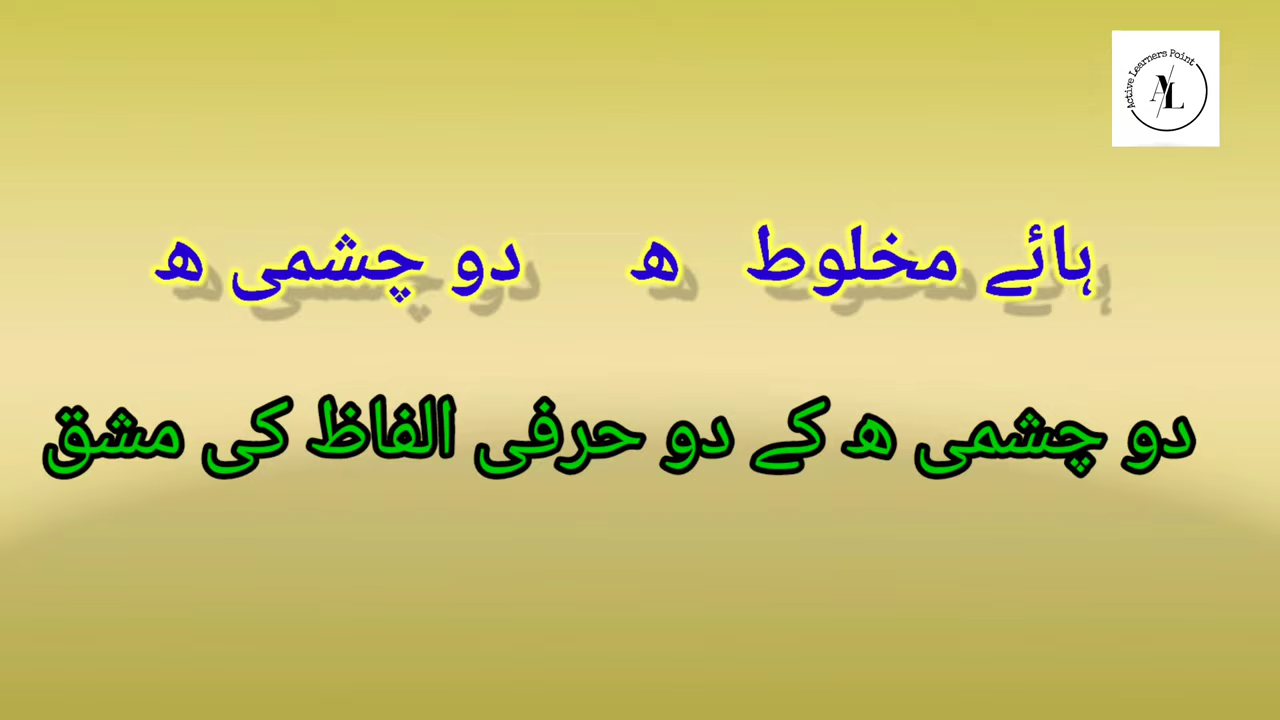 Active Learners Point
AL
ہائے مخلوط ھ دو چشمی ھ
دو چشمی ھ کے دو حرفی الفاظ کی مشق